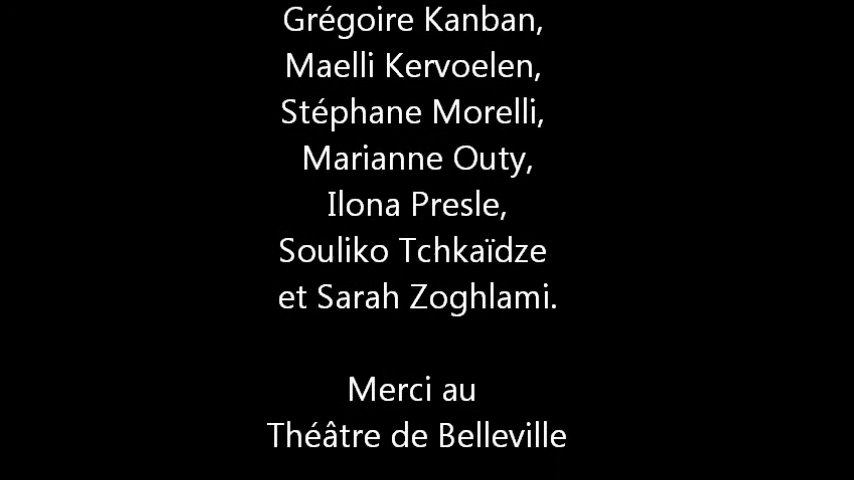 Grégoire Kanban,
Maelli Kervoelen,
Stéphane Morelli,
Marianne Outy,
Ilona Presle,
Souliko Tchkaïdze
et Sarah Zoghlami.
Merci au
Théâtre de Belleville